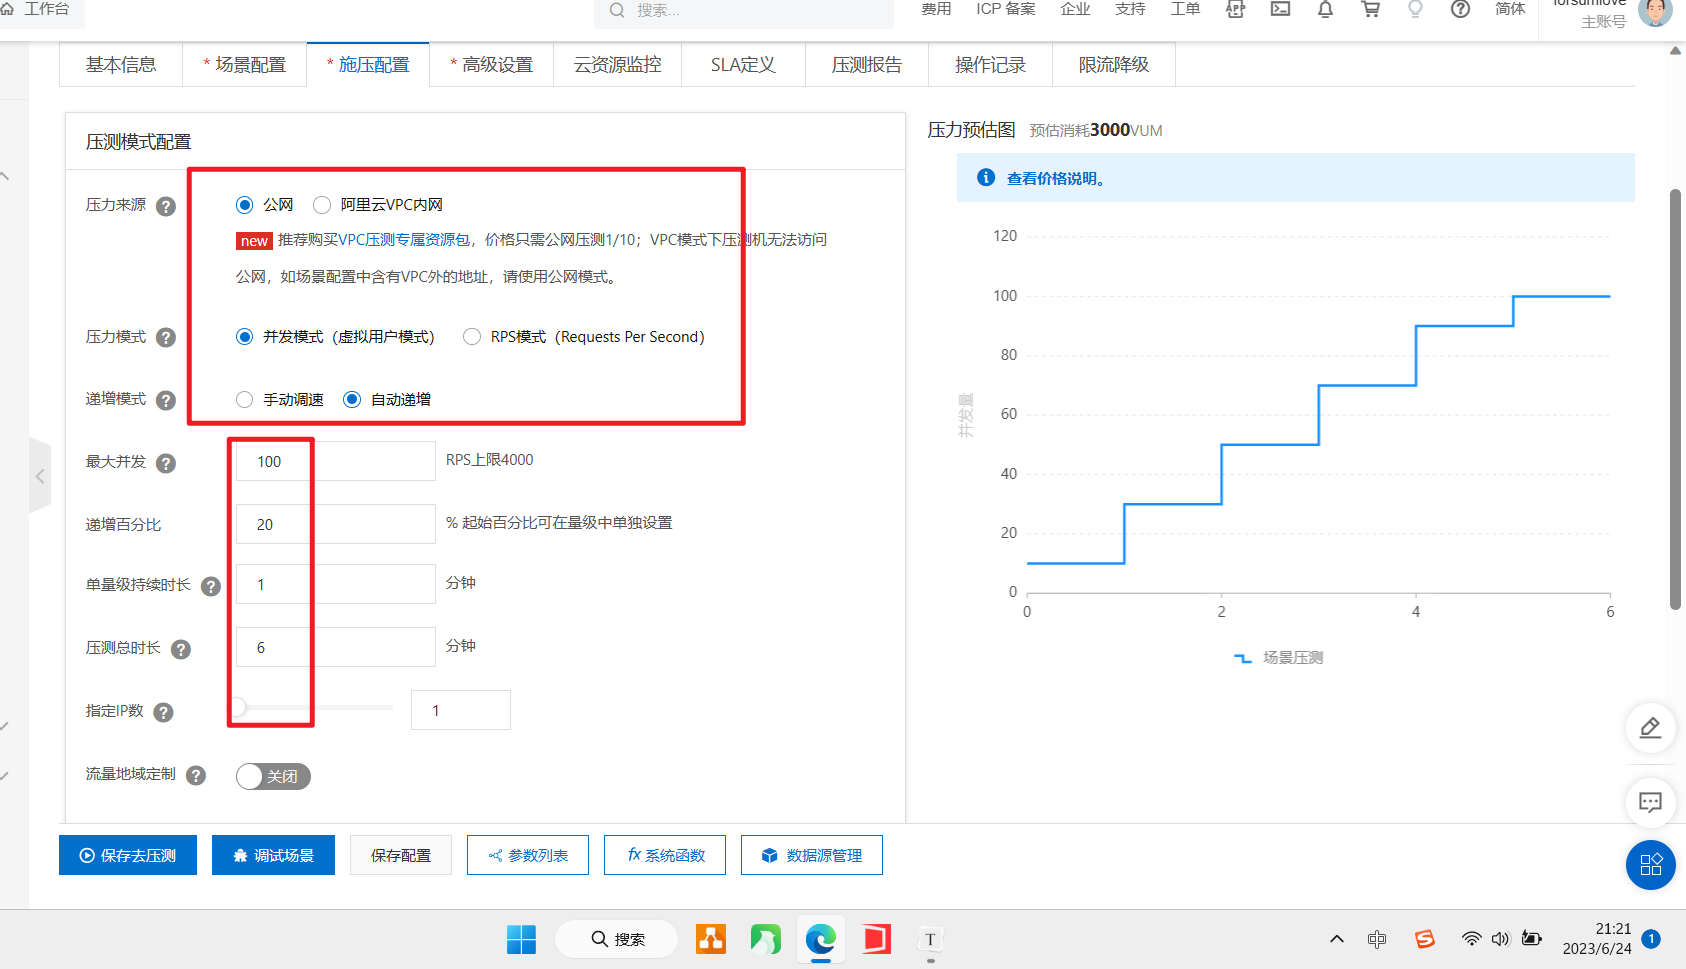 工作台
搜索...
费用
ICP 备案
企业
支持
工单
简体
forsumlove
主账号
基本信息
* 场景配置
* 施压配置
* 高级设置
云资源监控
SLA定义
压测报告
操作记录
限流降级
压测模式配置
压力来源
公网
阿里云VPC内网
new 推荐购买VPC压测专属资源包，价格只需公网压测1/10；VPC模式下压测机无法访问
公网，如场景配置中含有VPC外的地址，请使用公网模式。
压力模式
并发模式（虚拟用户模式）
RPS模式（Requests Per Second）
递增模式
手动调速
自动递增
最大并发
100
RPS上限4000
递增百分比
20
% 起始百分比可在量级中单独设置
单量级持续时长
1
分钟
压测总时长
6
分钟
指定IP数
1
流量地域定制
关闭
压力预估图 预估消耗3000VUM
查看价格说明。
120
100
80
60
40
20
0
并发量
0
2
4
6
场景压测
保存去压测
调试场景
保存配置
参数列表
fx 系统函数
数据源管理
搜索
T
中
S
21:21
2023/6/24
1